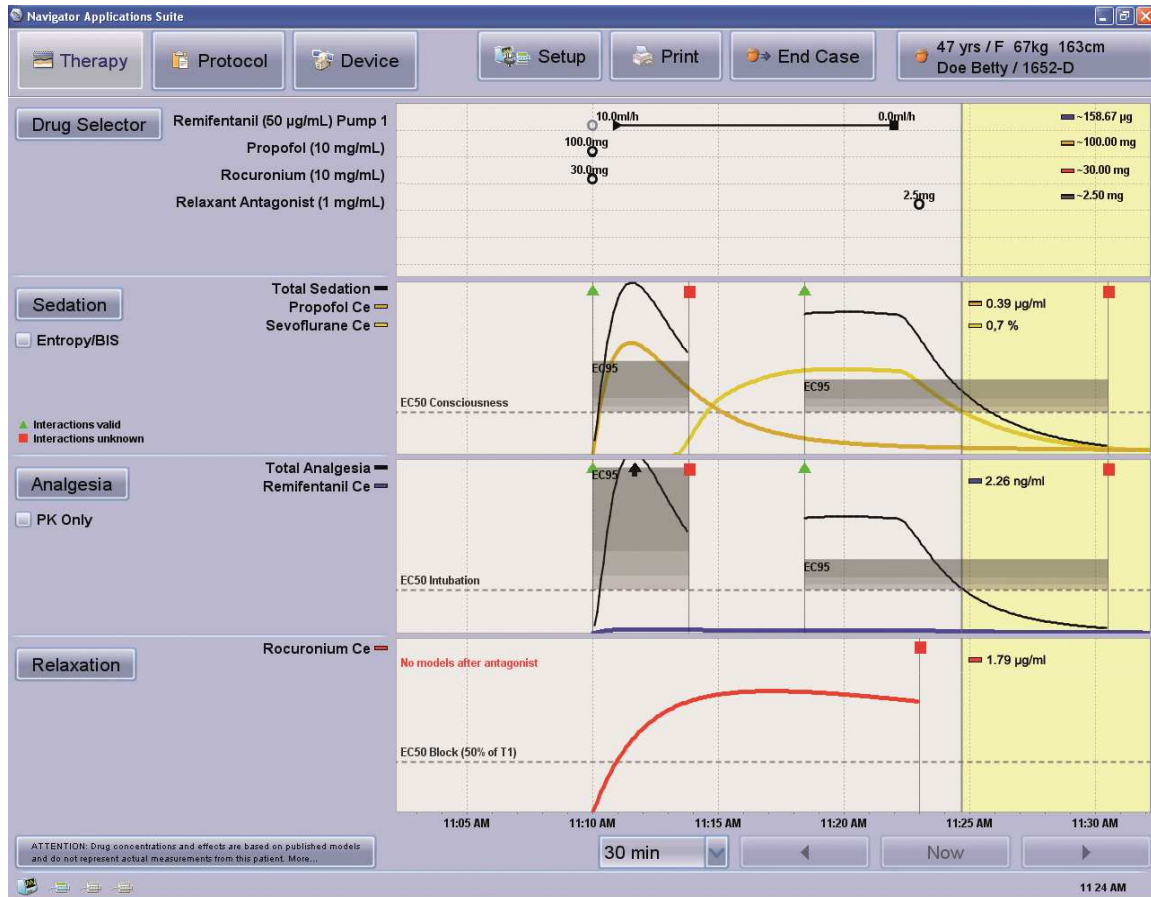 Navigator Applications Suite
Therapy
Protocol
Device
Setup
Print
End Case
47 yrs / F 67kg 163cm
Doe Betty / 1652-D
Drug Selector
Remifentanil (50 µg/mL) Pump 1
Propofol (10 mg/mL)
Rocuronium (10 mg/mL)
Relaxant Antagonist (1 mg/mL)
10.0ml/h
0.0ml/h
100.0mg
30.0mg
2.5mg
~158.67 µg
~100.00 mg
~30.00 mg
~2.50 mg
Sedation
Entropy/BIS
Interactions valid
Interactions unknown
Total Sedation
Propofol Ce
Sevoflurane Ce
EC95
EC95
EC50 Consciousness
0.39 µg/ml
0,7 %
Analgesia
PK Only
Total Analgesia
Remifentanil Ce
EC95
EC95
EC50 Intubation
2.26 ng/ml
Relaxation
Rocuronium Ce
No models after antagonist
EC50 Block (50% of T1)
1.79 µg/ml
11:05 AM
11:10 AM
11:15 AM
11:20 AM
11:25 AM
11:30 AM
ATTENTION: Drug concentrations and effects are based on published models
and do not represent actual measurements from this patient. More...
30 min
Now
11 24 AM